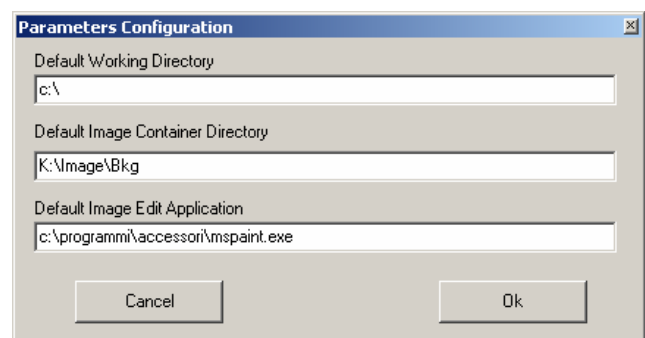 Parameters Configuration
Default Working Directory
c:\
Default Image Container Directory
K:\Image\Bkg
Default Image Edit Application
c:\programmi\accessori\mspaint.exe
Cancel Ok